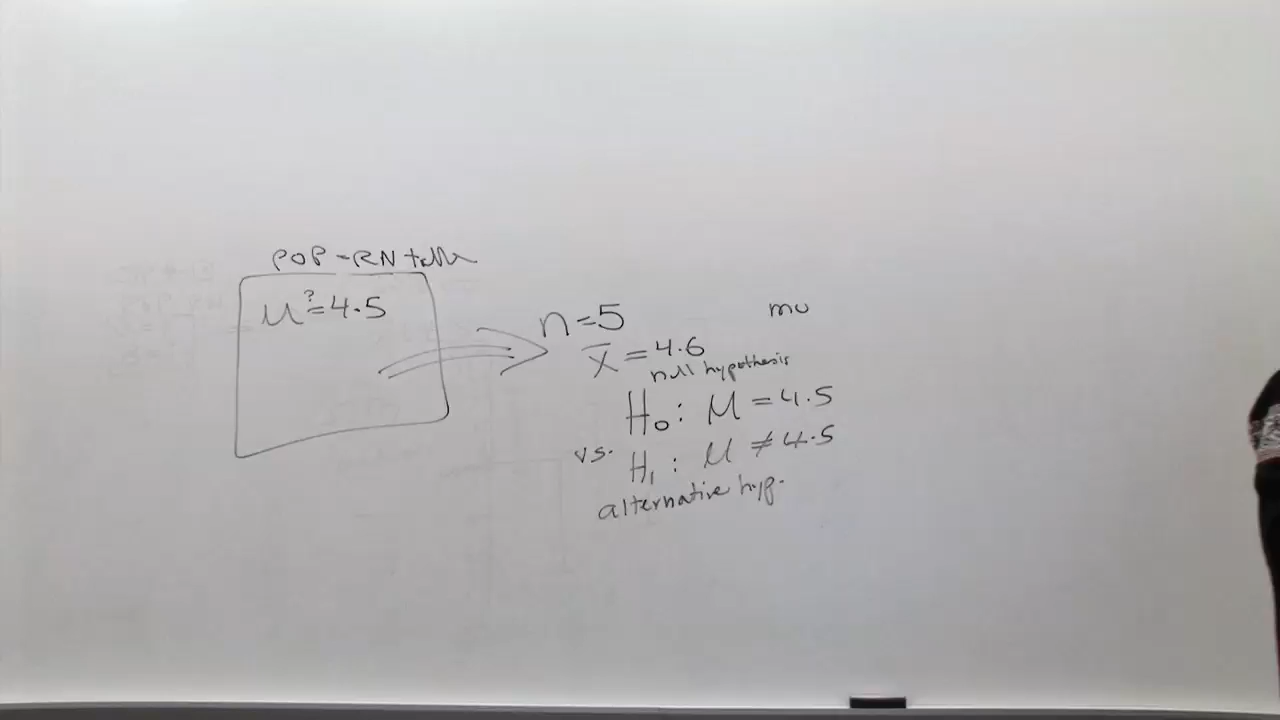 POP-RN table
μ ?= 4.5
n=5
mu
x̄ = 4.6
null hypothesis
H₀: μ = 4.5
vs.
H₁: μ ≠ 4.5
alternative hyp.